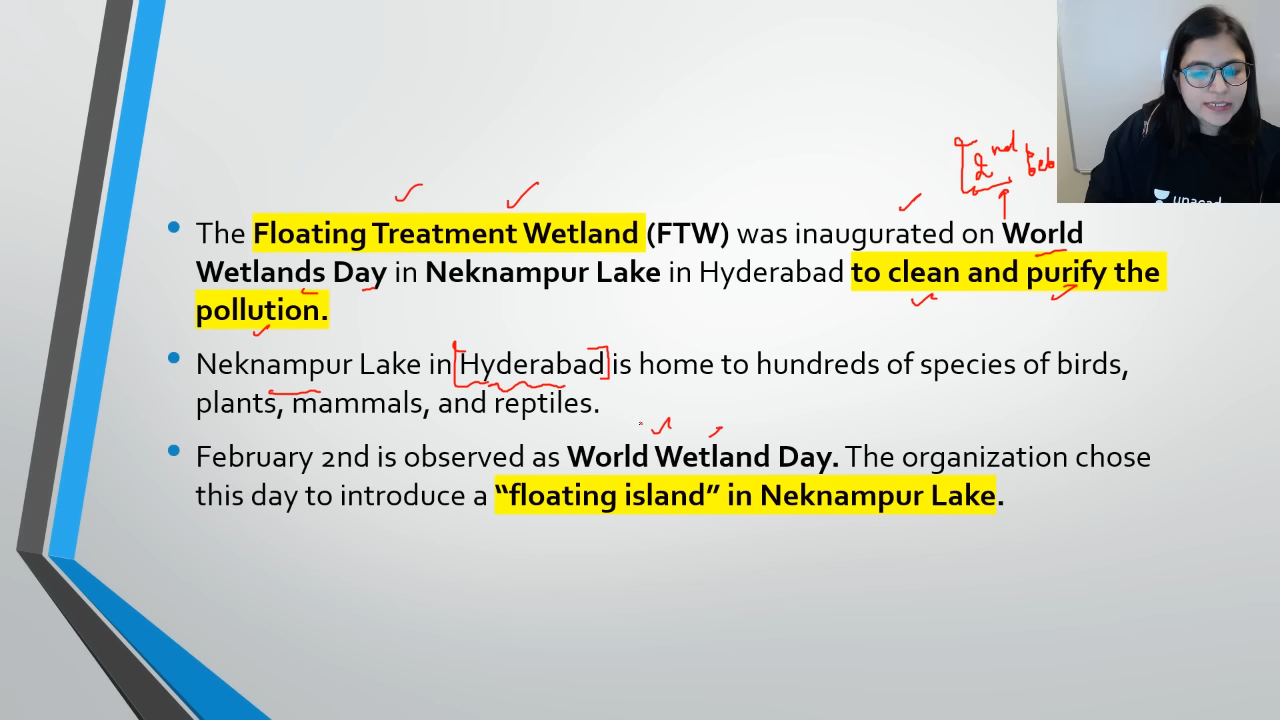 2nd Feb
The Floating Treatment Wetland (FTW) was inaugurated on World
Wetlands Day in Neknampur Lake in Hyderabad to clean and purify the
pollution.
Neknampur Lake in Hyderabad is home to hundreds of species of birds,
plants, mammals, and reptiles.
February 2nd is observed as World Wetland Day. The organization chose
this day to introduce a “floating island” in Neknampur Lake.